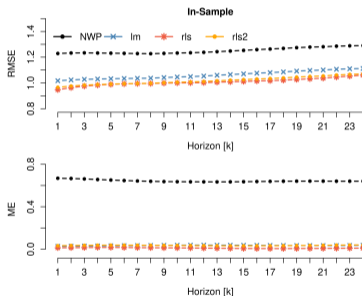 In-Sample
RMSE
1.4
1.2
1.0
0.8
NWP lm rls rls2
1 3 5 7 9 11 13 15 17 19 21 23
Horizon [k]
ME
0.8
0.4
0.0
1 3 5 7 9 11 13 15 17 19 21 23
Horizon [k]